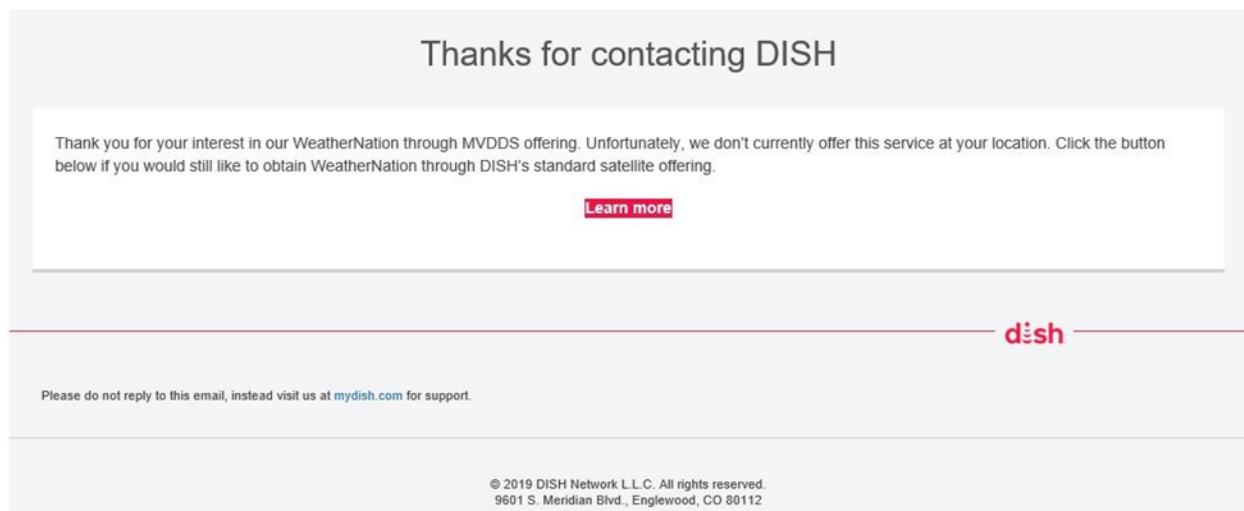 Thanks for contacting DISH
Thank you for your interest in our WeatherNation through MVDDS offering. Unfortunately, we don't currently offer this service at your location. Click the button
below if you would still like to obtain WeatherNation through DISH's standard satellite offering.
Learn more
dish
Please do not reply to this email, instead visit us at mydish.com for support.
© 2019 DISH Network L.L.C. All rights reserved.
9601 S. Meridian Blvd., Englewood, CO 80112